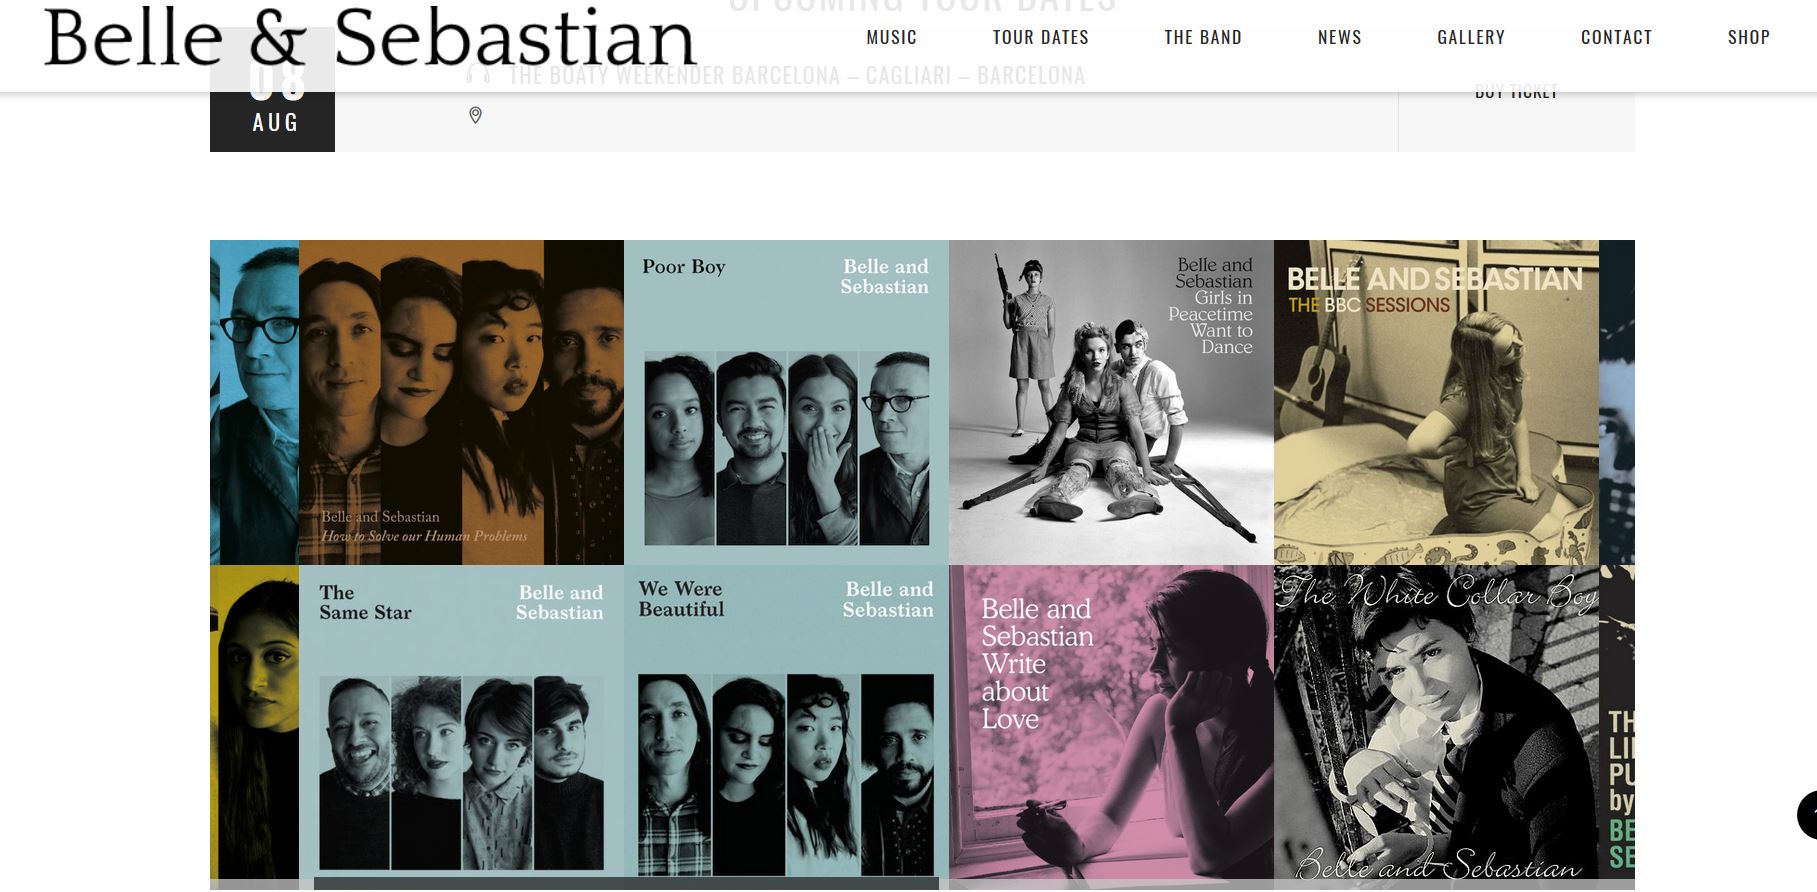 UPCOMING TOUR DATES
Belle & Sebastian
MUSIC
TOUR DATES
THE BAND
NEWS
GALLERY
CONTACT
SHOP
08
AUG
THE BOATY WEEKENDER BARCELONA – CAGLIARI – BARCELONA
BUY TICKET
Belle and Sebastian
How to Solve our Human Problems
Poor Boy
Belle and
Sebastian
Belle and
Sebastian
Girls in
Peacetime
Want to
Dance
BELLE AND SEBASTIAN
THE BBC SESSIONS
The
Same Star
Belle and
Sebastian
We Were
Beautiful
Belle and
Sebastian
Belle and
Sebastian
Write
about
Love
The White Collar Boy
Belle and Sebastian
TH
LI
PU
by
BE
SE